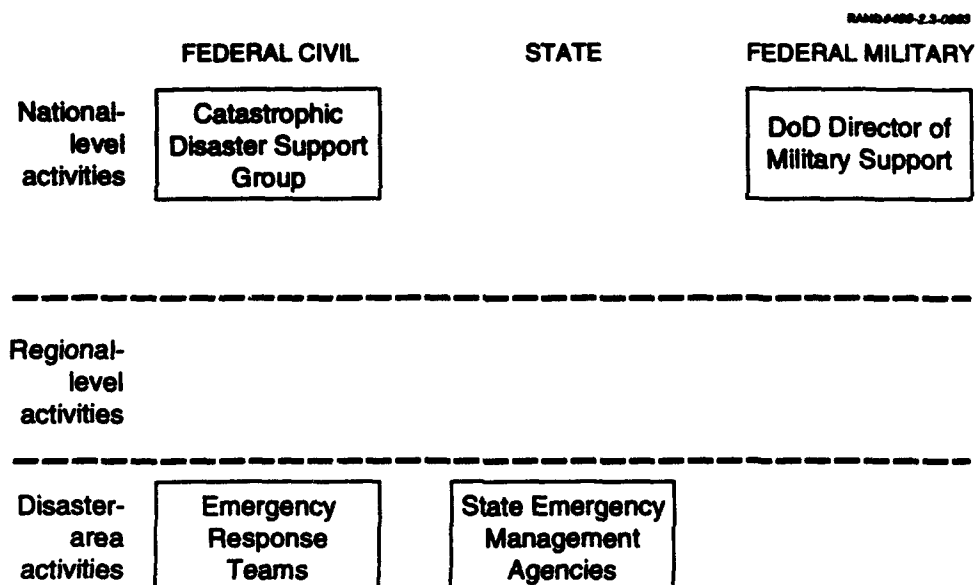 FEDERAL CIVIL STATE FEDERAL MILITARY
National-
level
activities
Catastrophic
Disaster Support
Group
DoD Director of
Military Support
Regional-
level
activities
Disaster-
area
activities
Emergency
Response
Teams
State Emergency
Management
Agencies